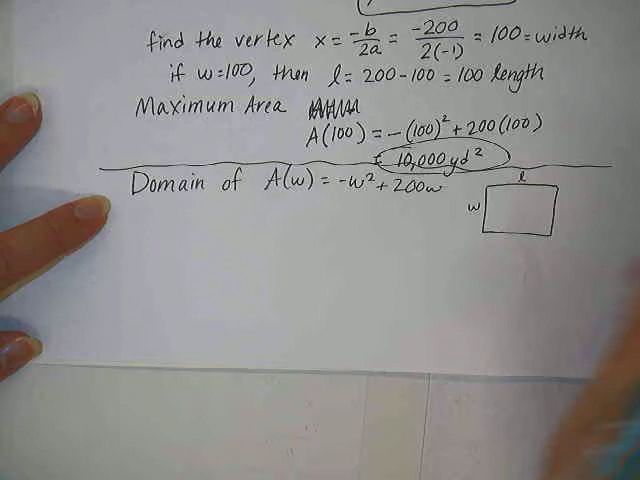 find the vertex x = -b/2a = -200/2(-1) = 100 = width
if w=100, then l = 200-100 = 100 length
Maximum Area
A(100) = -(100)² + 200(100)
= 10,000 yd²
Domain of A(w) = -w² + 200w
l
w